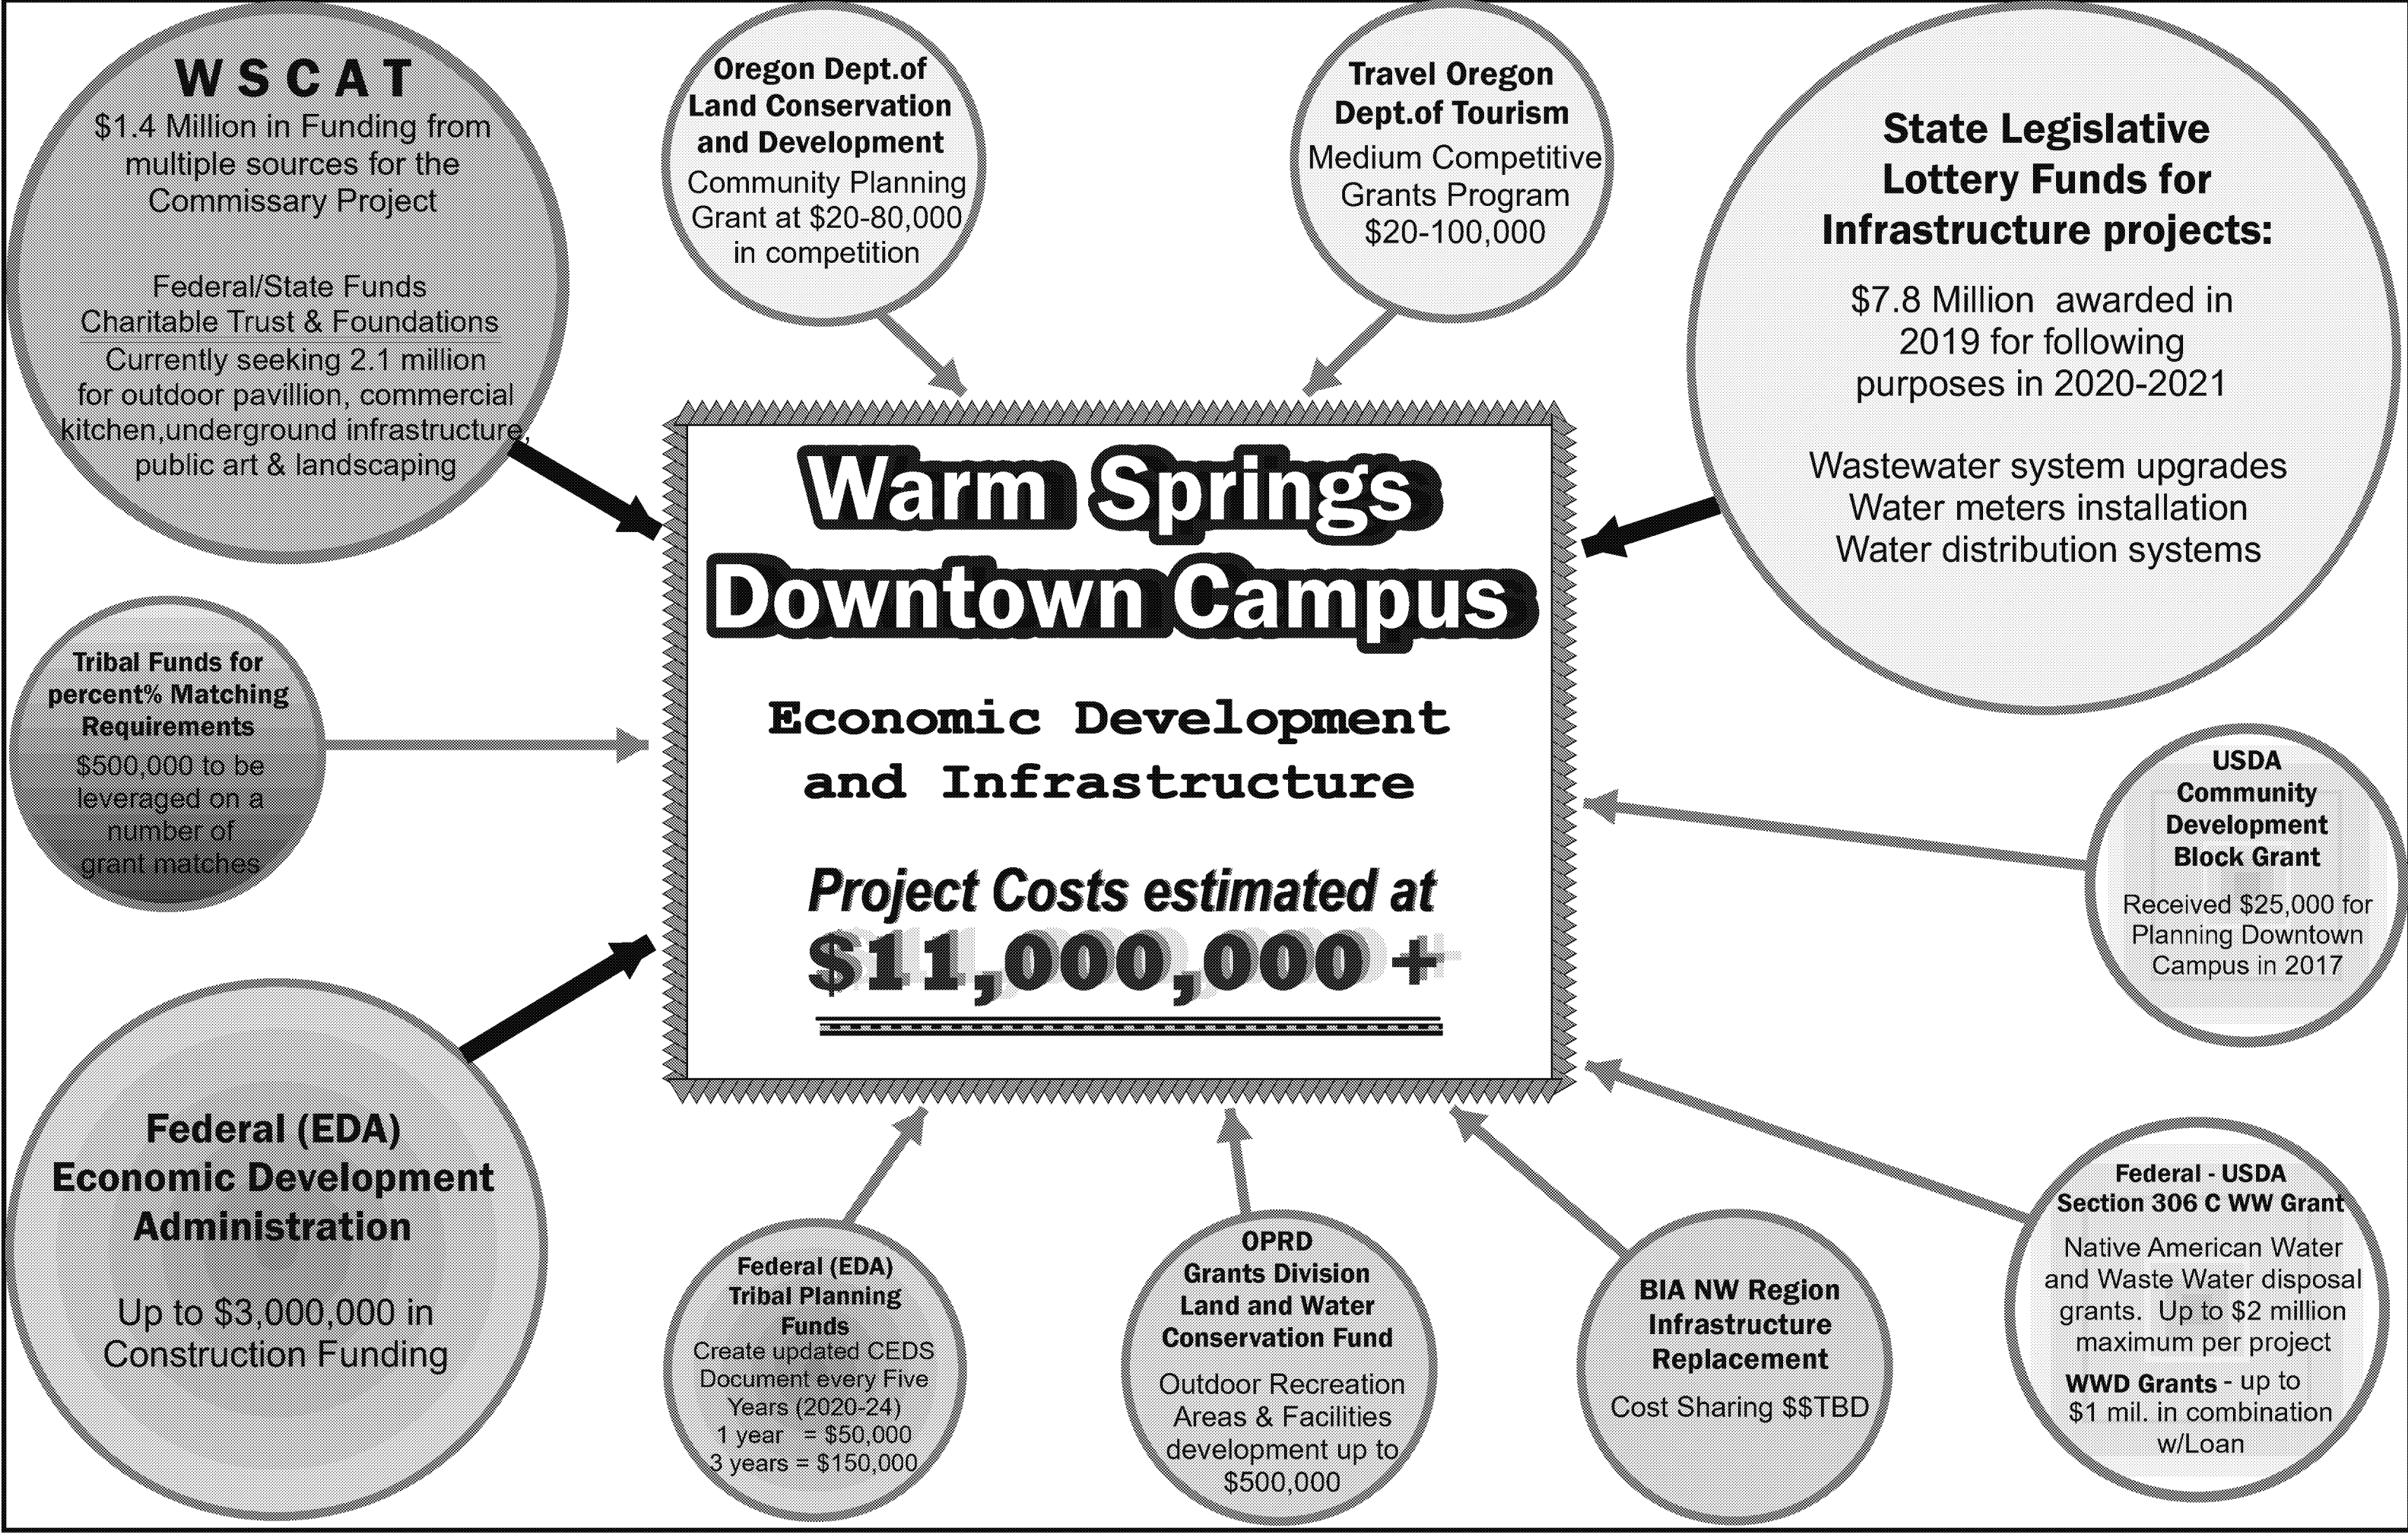 W S C A T
$1.4 Million in Funding from
multiple sources for the
Commissary Project
Federal/State Funds
Charitable Trust & Foundations
Currently seeking 2.1 million
for outdoor pavillion, commercial
kitchen,underground infrastructure,
public art & landscaping
Oregon Dept.of
Land Conservation
and Development
Community Planning
Grant at $20-80,000
in competition
Travel Oregon
Dept.of Tourism
Medium Competitive
Grants Program
$20-100,000
State Legislative
Lottery Funds for
Infrastructure projects:
$7.8 Million  awarded in
2019 for following
purposes in 2020-2021
Wastewater system upgrades
Water meters installation
Water distribution systems
Warm Springs
Downtown Campus
Economic Development
and Infrastructure
Project Costs estimated at
$11,000,000 +
Tribal Funds for
percent% Matching
Requirements
$500,000 to be
leveraged on a
number of
grant matches
USDA
Community
Development
Block Grant
Received $25,000 for
Planning Downtown
Campus in 2017
Federal (EDA)
Economic Development
Administration
Up to $3,000,000 in
Construction Funding
Federal (EDA)
Tribal Planning
Funds
Create updated CEDS
Document every Five
Years (2020-24)
1 year   = $50,000
3 years = $150,000
OPRD
Grants Division
Land and Water
Conservation Fund
Outdoor Recreation
Areas & Facilities
development up to
$500,000
BIA NW Region
Infrastructure
Replacement
Cost Sharing $$TBD
Federal - USDA
Section 306 C WW Grant
Native American Water
and Waste Water disposal
grants.  Up to $2 million
maximum per project
WWD Grants - up to
$1 mil. in combination
w/Loan